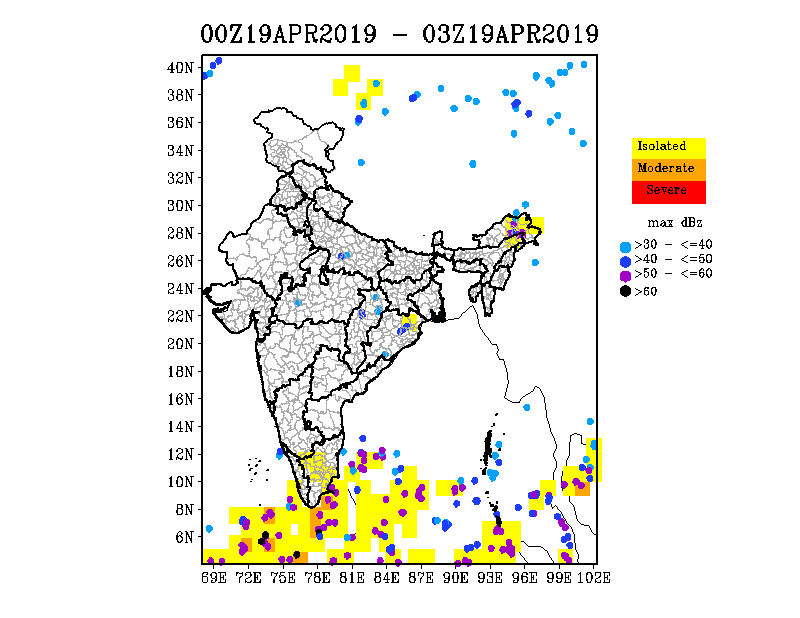 00Z19APR2019 - 03Z19APR2019
40N
38N
36N
34N
32N
30N
28N
26N
24N
22N
20N
18N
16N
14N
12N
10N
8N
6N
69E 72E 75E 78E 81E 84E 87E 90E 93E 96E 99E 102E
Isolated
Moderate
Severe
max dBz
>30 - <=40
>40 - <=50
>50 - <=60
>60